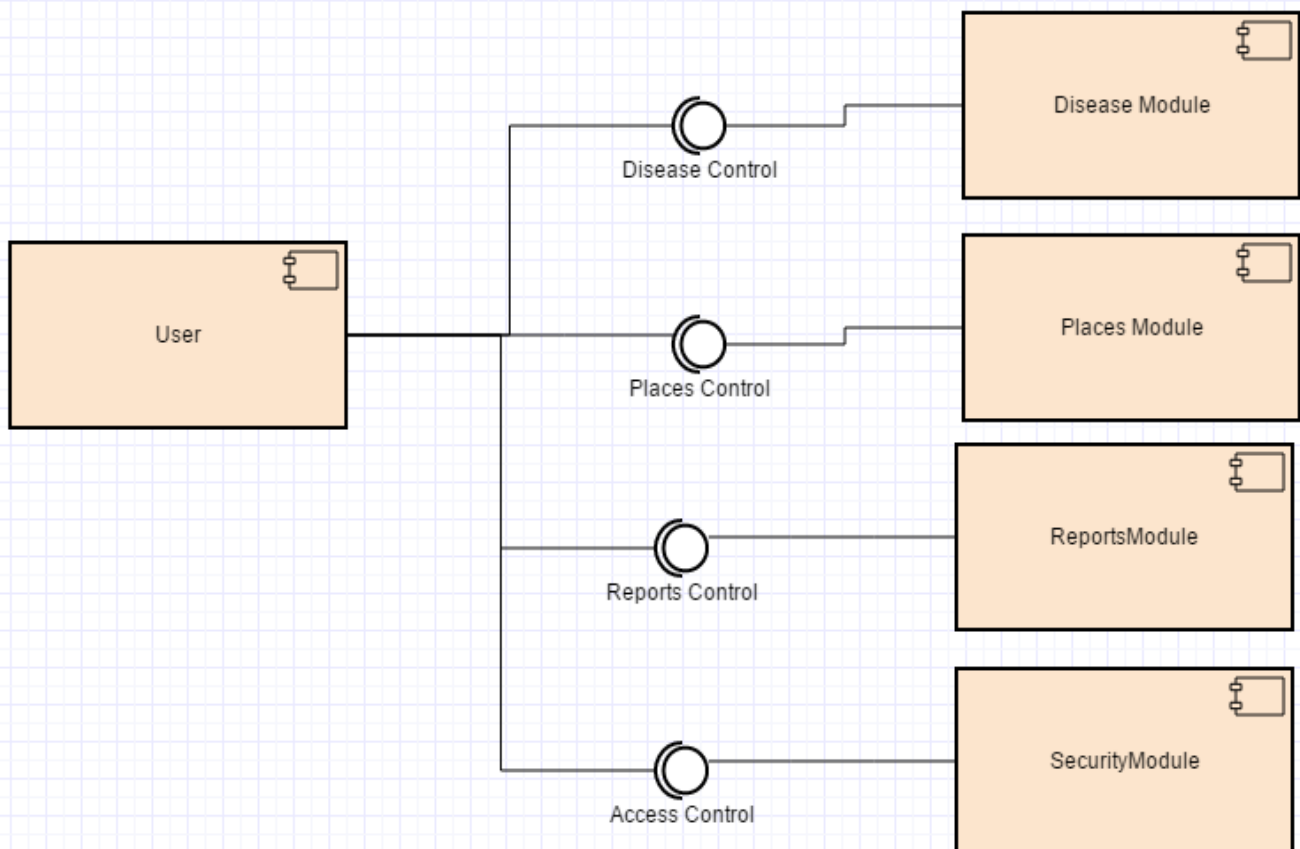 Disease Module
Disease Control
User
Places Module
Places Control
ReportsModule
Reports Control
SecurityModule
Access Control